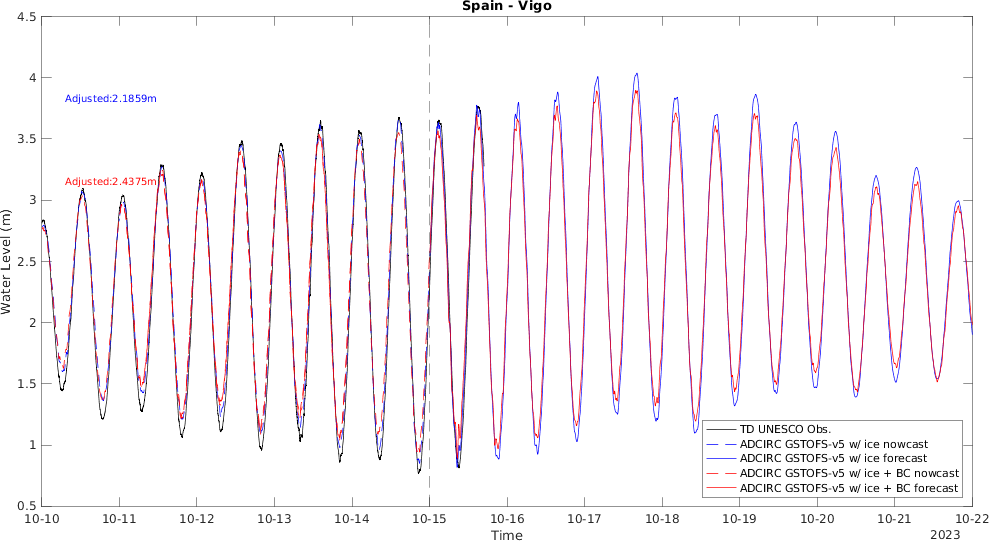 Spain - Vigo
4.5
4
3.5
3
2.5
2
1.5
1
0.5
Water Level (m)
Adjusted:2.1859m
Adjusted:2.4375m
TD UNESCO Obs.
ADCIRC GSTOFS-v5 w/ ice nowcast
ADCIRC GSTOFS-v5 w/ ice forecast
ADCIRC GSTOFS-v5 w/ ice + BC nowcast
ADCIRC GSTOFS-v5 w/ ice + BC forecast
10-10
10-11
10-12
10-13
10-14
10-15
10-16
10-17
10-18
10-19
10-20
10-21
10-22
Time
2023